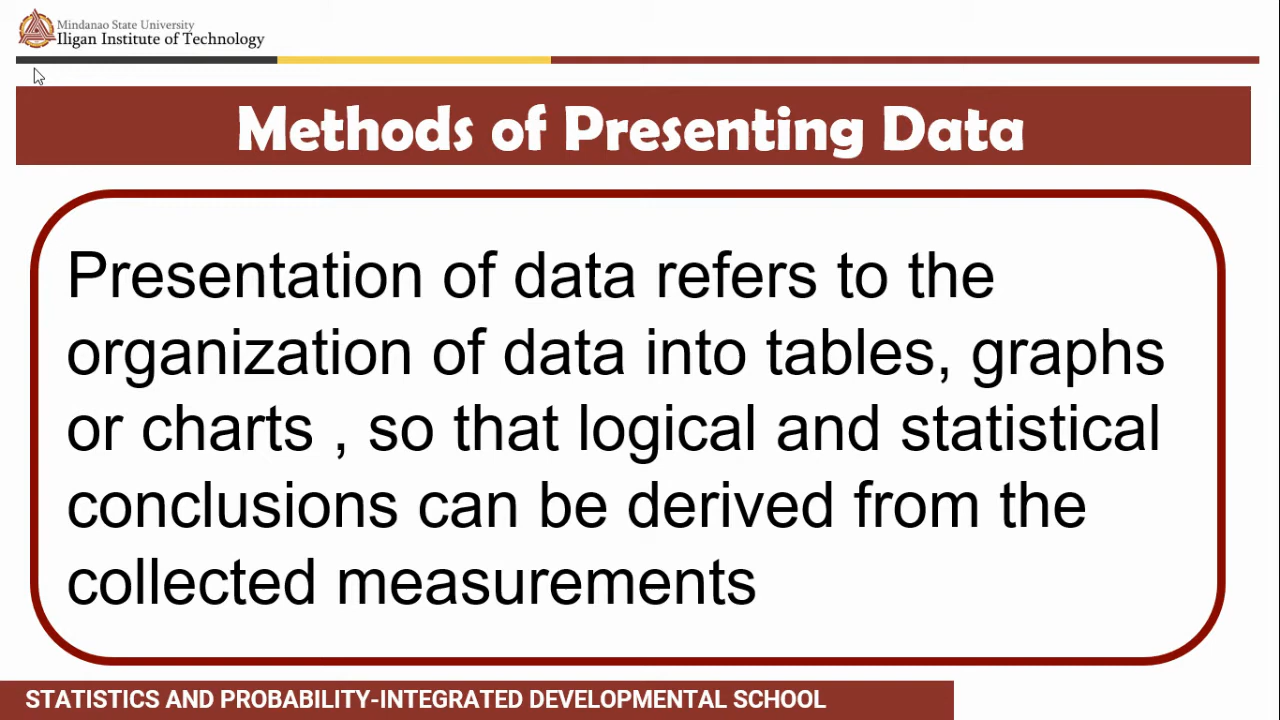 Mindanao State University
Iligan Institute of Technology
Methods of Presenting Data
Presentation of data refers to the
organization of data into tables, graphs
or charts , so that logical and statistical
conclusions can be derived from the
collected measurements
STATISTICS AND PROBABILITY-INTEGRATED DEVELOPMENTAL SCHOOL